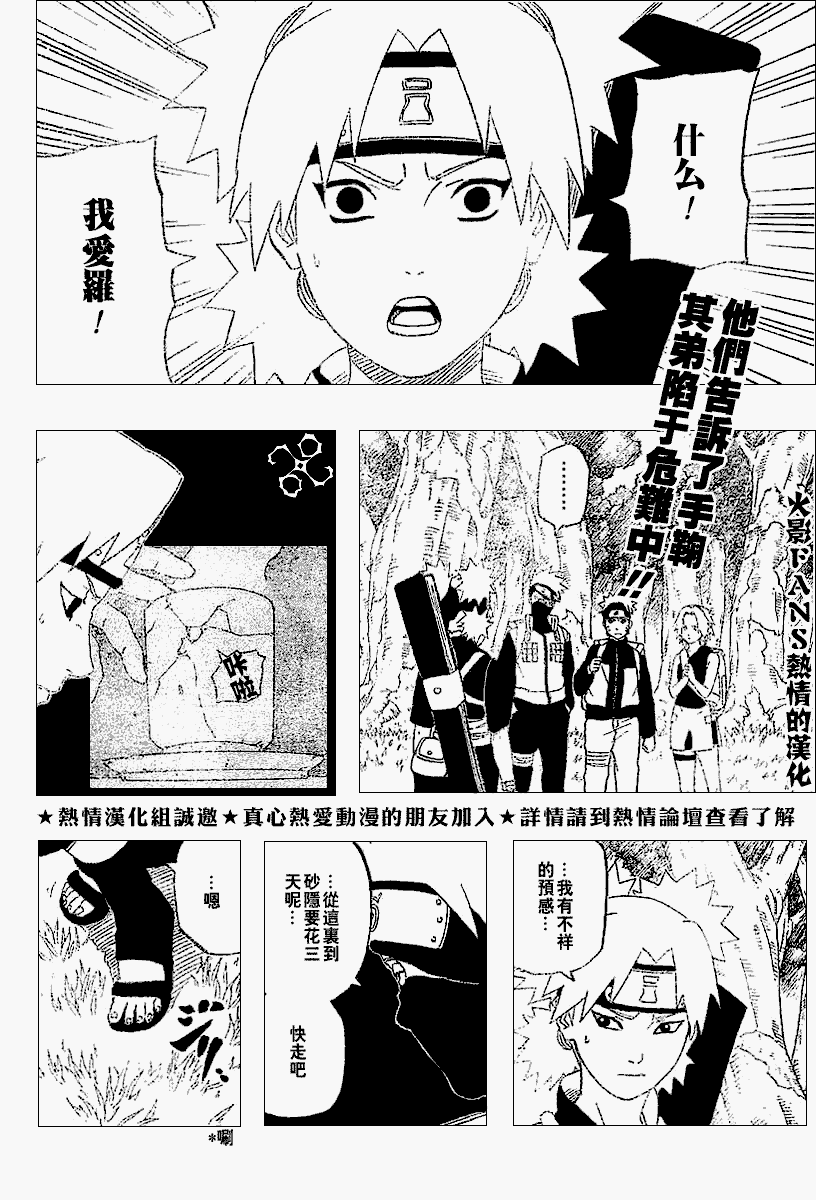 什么！
我愛羅！
他們告訴了手鞠
其弟陷于危難中!!
………
火影FANS熱情的漢化
★熱情漢化組誠邀★真心熱愛動漫的朋友加入★詳情請到熱情論壇查看了解
…我有不祥
的預感…
…從這裏到
砂隱要花三
天呢…
快走吧
…嗯
ジリ
*唰